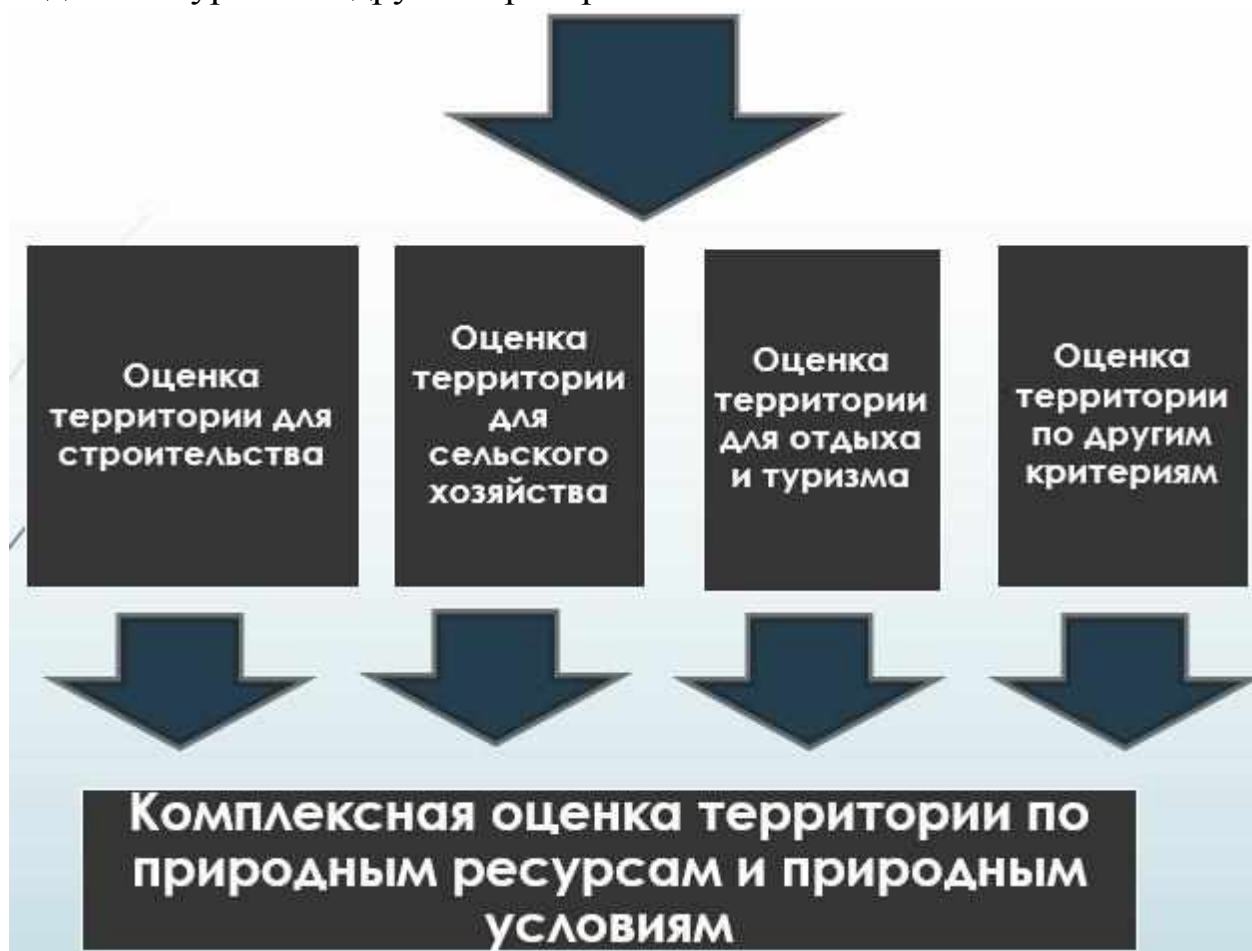 Оценка
территории для
строительства
Оценка
территории
для
сельского
хозяйства
Оценка
территории
для отдыха
и туризма
Оценка
территории
по другим
критериям
Комплексная оценка территории по
природным ресурсам и природным
условиям